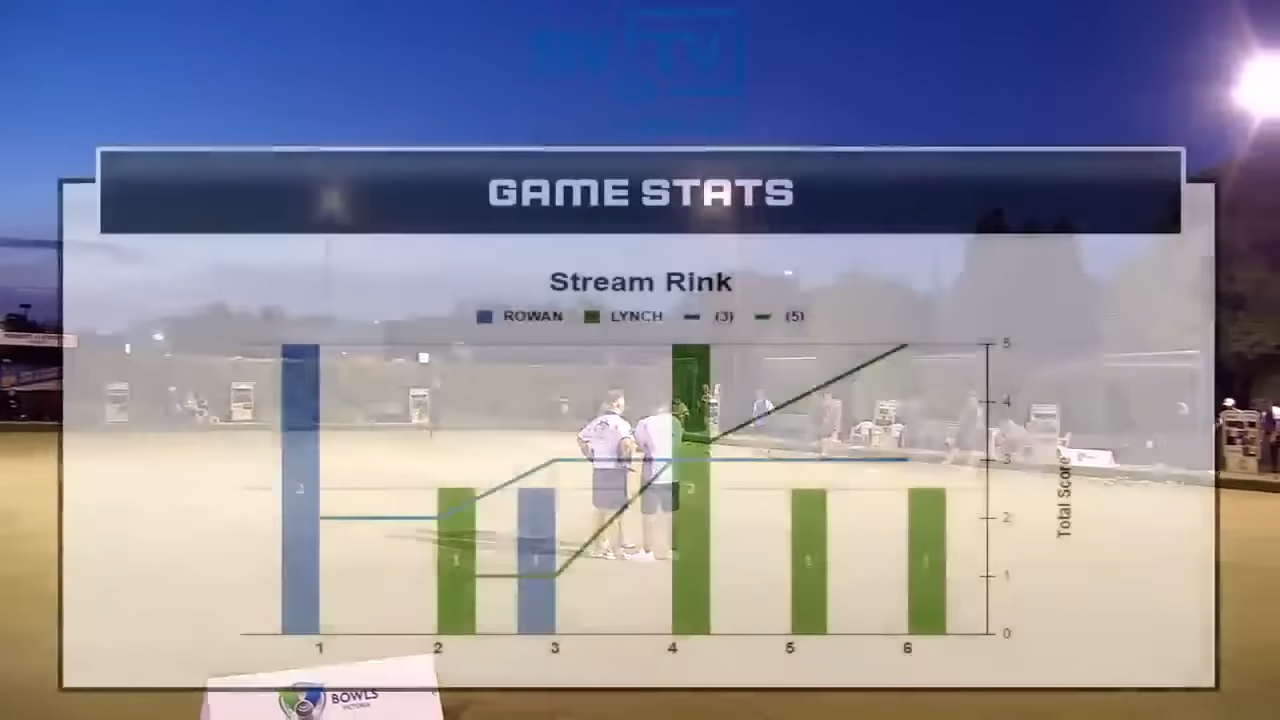 GAME STATS
Stream Rink
ROWAN LYNCH (3) (5)
5
4
3
2
1
0
Total Score
2
1
1
2
1
1
1 2 3 4 5 6
BOWLS
VICTORIA